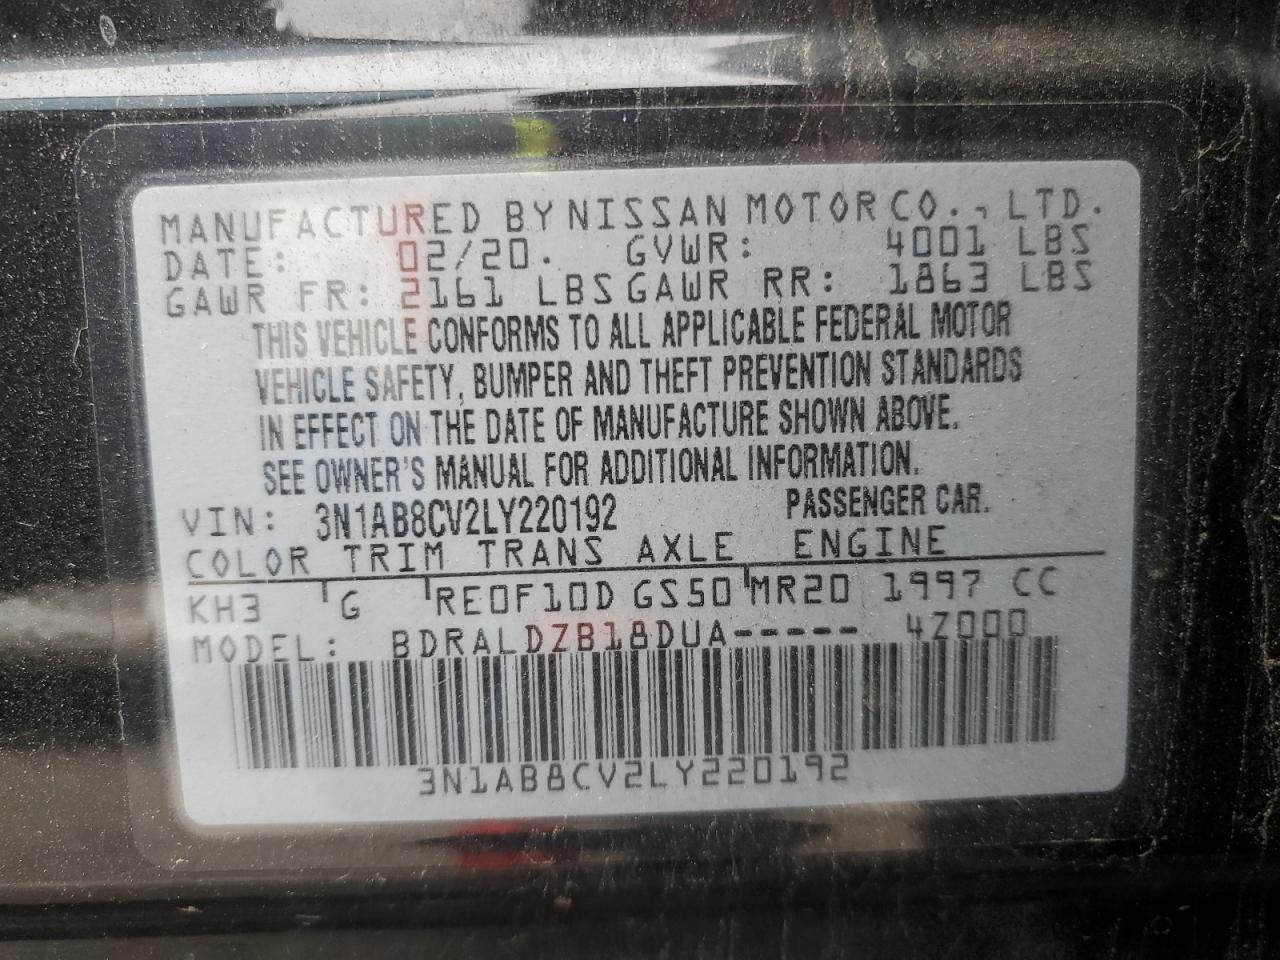 MANUFACTURED BY NISSAN MOTOR CO., LTD.
DATE: 02/20. GVWR: 4001 LBS
GAWR FR: 2161 LBS GAWR RR: 1863 LBS
THIS VEHICLE CONFORMS TO ALL APPLICABLE FEDERAL MOTOR
VEHICLE SAFETY, BUMPER AND THEFT PREVENTION STANDARDS
IN EFFECT ON THE DATE OF MANUFACTURE SHOWN ABOVE.
SEE OWNER'S MANUAL FOR ADDITIONAL INFORMATION.
VIN: 3N1AB8CV2LY220192 PASSENGER CAR.
COLOR TRIM TRANS AXLE ENGINE
KH3 G RE0F10D GS50 MR20 1997 CC
MODEL: BDRALDZB18DUA----- 4Z000
3N1AB8CV2LY220192